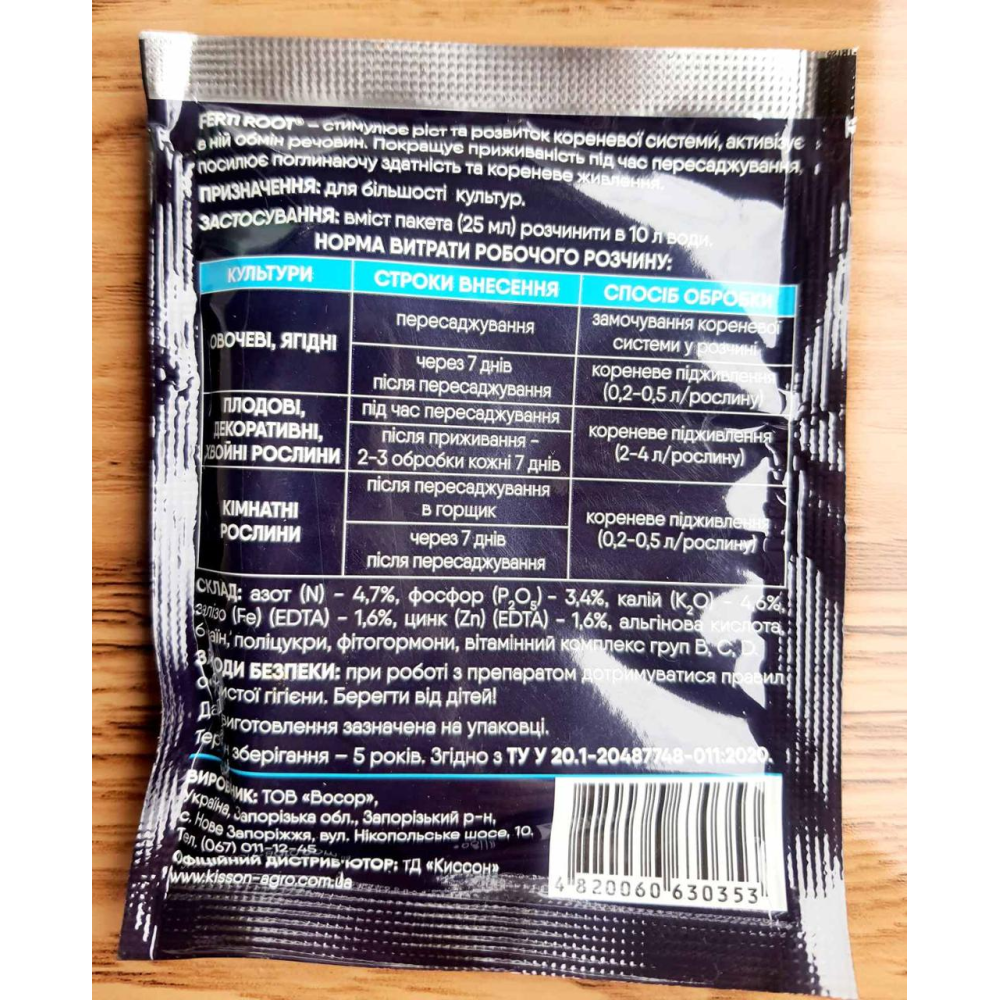 FERTI ROOT® – стимулює ріст та розвиток кореневої системи, активізує
в ній обмін речовин. Покращує приживаність під час пересаджування,
посилює поглинаючу здатність та кореневе живлення.
ПРИЗНАЧЕННЯ: для більшості культур.
ЗАСТОСУВАННЯ: вміст пакета (25 мл) розчинити в 10 л води.
НОРМА ВИТРАТИ РОБОЧОГО РОЗЧИНУ:
КУЛЬТУРИ СТРОКИ ВНЕСЕННЯ СПОСІБ ОБРОБКИ
ОВОЧЕВІ, ЯГІДНІ
пересаджування
замочування кореневої
системи у розчині
через 7 днів
після пересаджування
кореневе підживлення
(0,2–0,5 л/рослину)
ПЛОДОВІ,
ДЕКОРАТИВНІ,
ХВОЙНІ РОСЛИНИ
під час пересаджування
після приживання –
2–3 обробки кожні 7 днів
кореневе підживлення
(2–4 л/рослину)
КІМНАТНІ
РОСЛИНИ
після пересаджування
в горщик
через 7 днів
після пересаджування
кореневе підживлення
(0,2–0,5 л/рослину)
СКЛАД: азот (N) – 4,7%, фосфор (P₂O₅) – 3,4%, калій (K₂O) – 4,6%,
залізо (Fe) (EDTA) – 1,6%, цинк (Zn) (EDTA) – 1,6%, альгінова кислота,
поліцукри, фітогормони, вітамінний комплекс груп В, С, D.
БЕЗПЕКИ: при роботі з препаратом дотримуватися правил
гігієни. Берегти від дітей!
виготовлення зазначена на упаковці.
зберігання – 5 років. Згідно з ТУ У 20.1-20487748-011:2020.
ВИРОБНИК: ТОВ «Восор»,
Україна, Запорізька обл., Запорізький р-н,
с. Нове Запоріжжя, вул. Нікопольське шосе, 10.
Тел. (067) 011-12-45
Офіційний ДИСТРИБ'ЮТОР: ТД «Киссон»
www.kisson-agro.com.ua
4 820060 630353